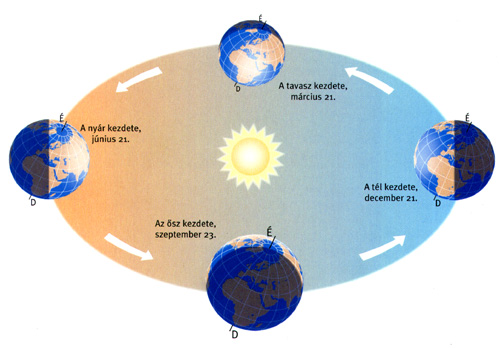 É
D
A tavasz kezdete,
március 21.
É
D
A nyár kezdete,
június 21.
É
D
A tél kezdete,
december 21.
Az ősz kezdete,
szeptember 23.
É
D